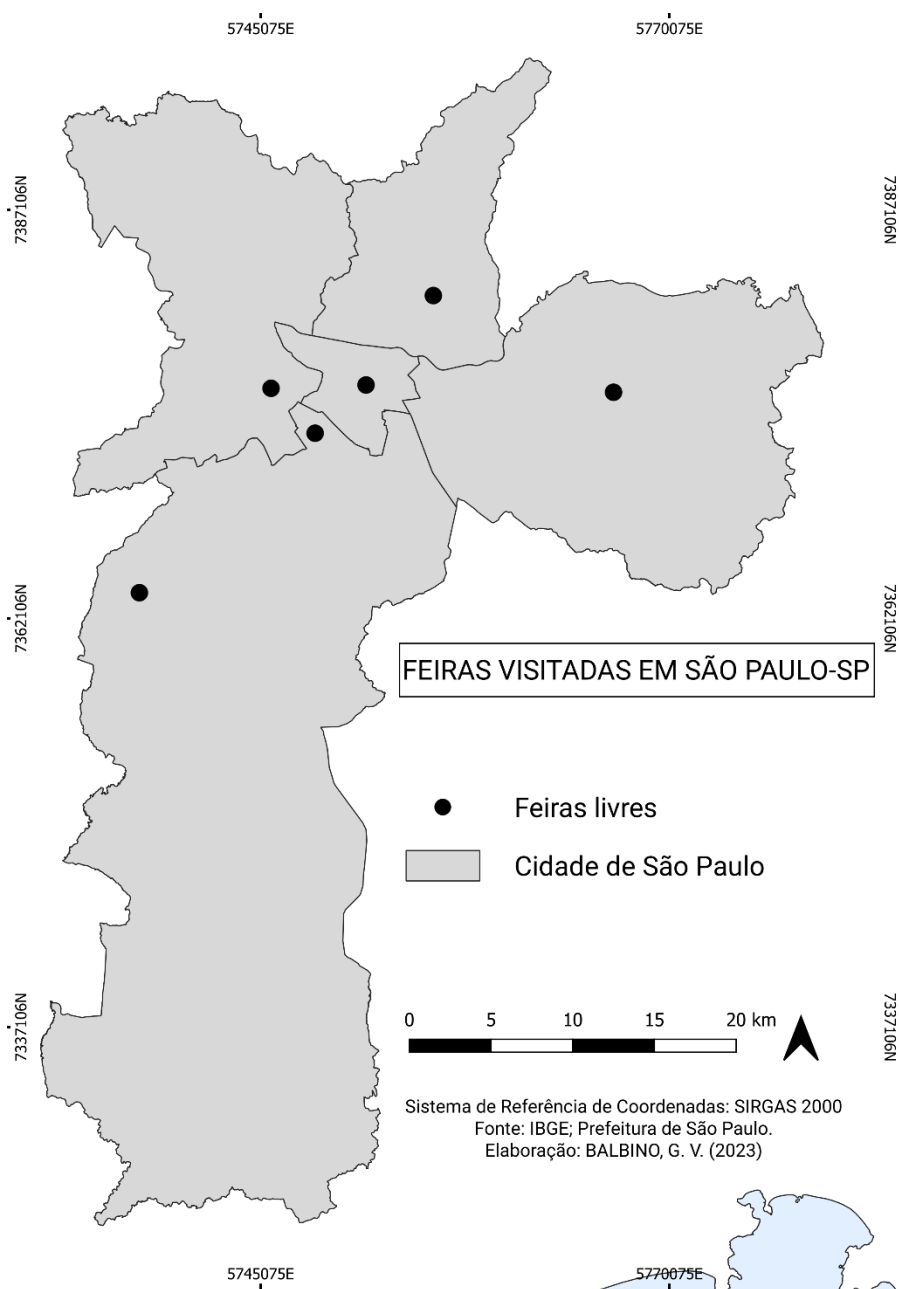 5745075E 5770075E
7387106N 7387106N
7362106N 7362106N
FEIRAS VISITADAS EM SÃO PAULO-SP
Feiras livres
Cidade de São Paulo
0 5 10 15 20 km
7337106N 7337106N
Sistema de Referência de Coordenadas: SIRGAS 2000
Fonte: IBGE; Prefeitura de São Paulo.
Elaboração: BALBINO, G. V. (2023)
5745075E 5770075E